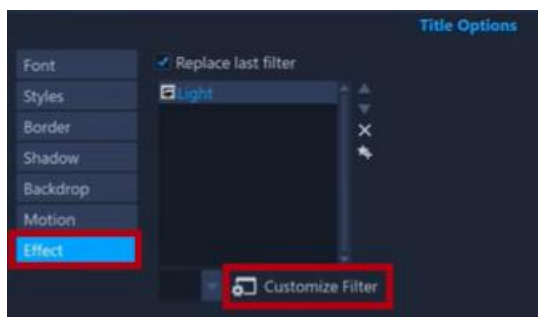 Title Options
Font
Replace last filter
Styles
Light
Border
Shadow
Backdrop
Motion
Effect
Customize Filter